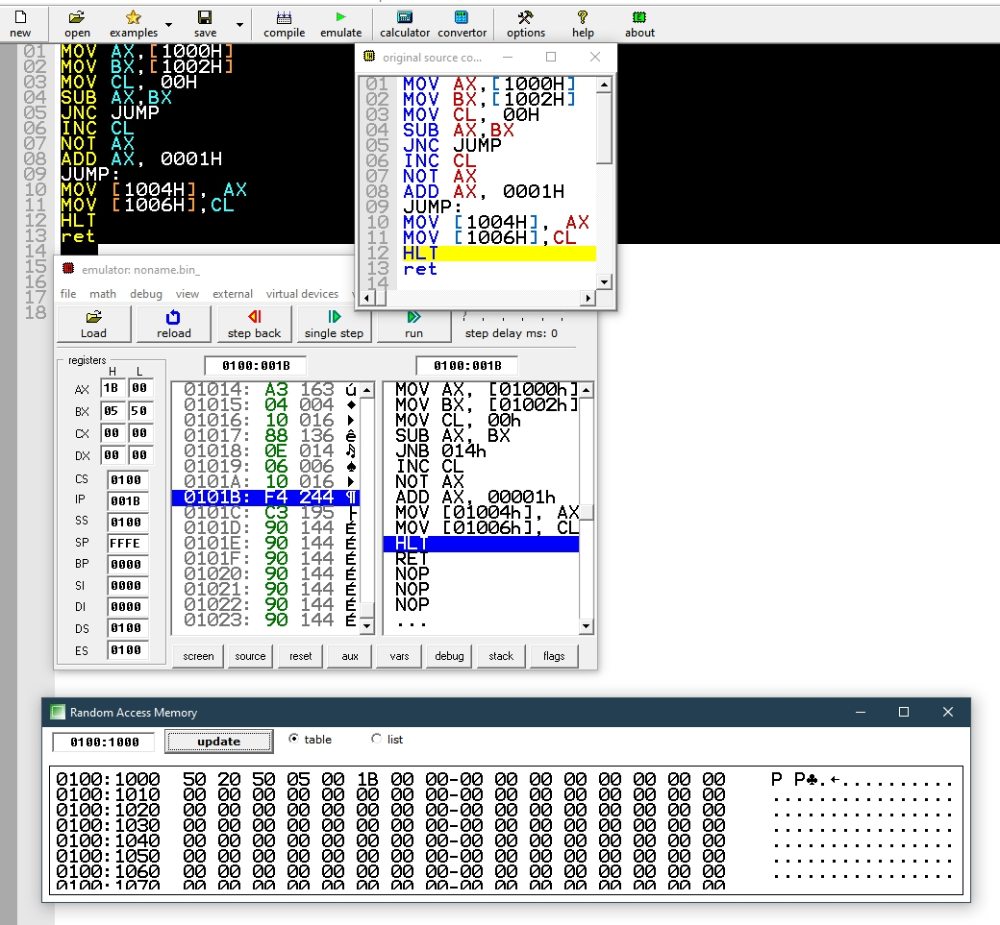 new open examples save compile emulate calculator convertor options help about
01 MOV AX,[1000H]
02 MOV BX,[1002H]
03 MOV CL, 00H
04 SUB AX,BX
05 JNC JUMP
06 INC CL
07 NOT AX
08 ADD AX, 0001H
09 JUMP:
10 MOV [1004H], AX
11 MOV [1006H],CL
12 HLT
13 ret
14
15
16
17
18
original source co...
01 MOV AX,[1000H]
02 MOV BX,[1002H]
03 MOV CL, 00H
04 SUB AX,BX
05 JNC JUMP
06 INC CL
07 NOT AX
08 ADD AX, 0001H
09 JUMP:
10 MOV [1004H], AX
11 MOV [1006H],CL
12 HLT
13 ret
14
emulator: noname.bin_
file math debug view external virtual devices
Load reload step back single step run step delay ms: 0
registers
H L
AX 1B 00
BX 05 50
CX 00 00
DX 00 00
CS 0100
IP 001B
SS 0100
SP FFFE
BP 0000
SI 0000
DI 0000
DS 0100
ES 0100
0100:001B
01014: A3 163 ú
01015: 04 004 ♦
01016: 10 016 ►
01017: 88 136 ê
01018: 0E 014 ♫
01019: 06 006 ♠
0101A: 10 016 ►
0101B: F4 244 ¶
0101C: C3 195 ├
0101D: 90 144 É
0101E: 90 144 É
0101F: 90 144 É
01020: 90 144 É
01021: 90 144 É
01022: 90 144 É
01023: 90 144 É
0100:001B
MOV AX, [01000h]
MOV BX, [01002h]
MOV CL, 00h
SUB AX, BX
JNB 014h
INC CL
NOT AX
ADD AX, 00001h
MOV [01004h], AX
MOV [01006h], CL
HLT
RET
NOP
NOP
NOP
...
screen source reset aux vars debug stack flags
Random Access Memory
0100:1000 update table list
0100:1000 50 20 50 05 00 1B 00 00-00 00 00 00 00 00 00 00 P P♣.←..........
0100:1010 00 00 00 00 00 00 00 00-00 00 00 00 00 00 00 00 ................
0100:1020 00 00 00 00 00 00 00 00-00 00 00 00 00 00 00 00 ................
0100:1030 00 00 00 00 00 00 00 00-00 00 00 00 00 00 00 00 ................
0100:1040 00 00 00 00 00 00 00 00-00 00 00 00 00 00 00 00 ................
0100:1050 00 00 00 00 00 00 00 00-00 00 00 00 00 00 00 00 ................
0100:1060 00 00 00 00 00 00 00 00-00 00 00 00 00 00 00 00 ................
0100:1070 00 00 00 00 00 00 00 00-00 00 00 00 00 00 00 00